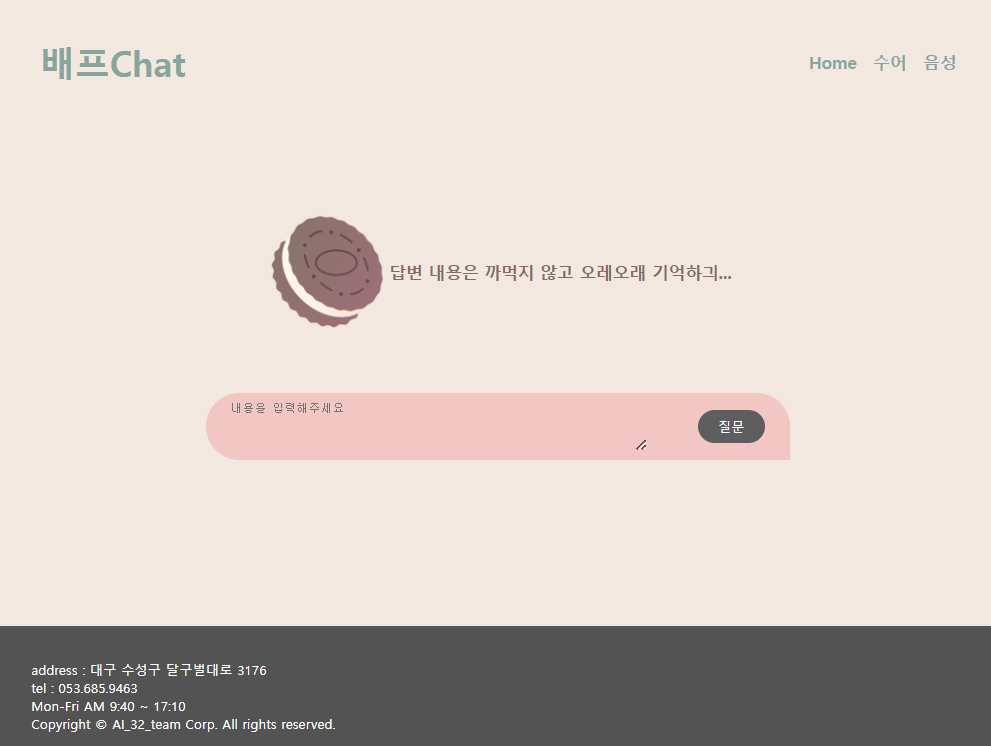 배프Chat
Home 수어 음성
답변 내용은 까먹지 않고 오레오래 기억하긔...
내용을 입력해주세요
질문
address : 대구 수성구 달구벌대로 3176
tel : 053.685.9463
Mon-Fri AM 9:40 ~ 17:10
Copyright © AI_32_team Corp. All rights reserved.